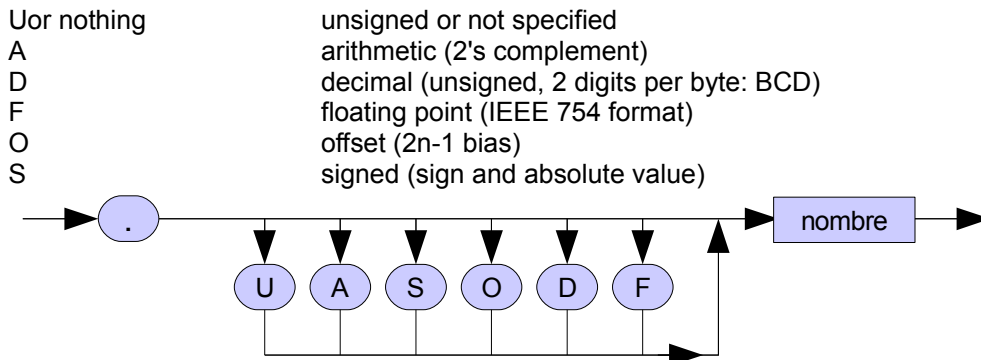 Uor nothing unsigned or not specified
A arithmetic (2's complement)
D decimal (unsigned, 2 digits per byte: BCD)
F floating point (IEEE 754 format)
O offset (2n-1 bias)
S signed (sign and absolute value)
. nombre
U A S O D F